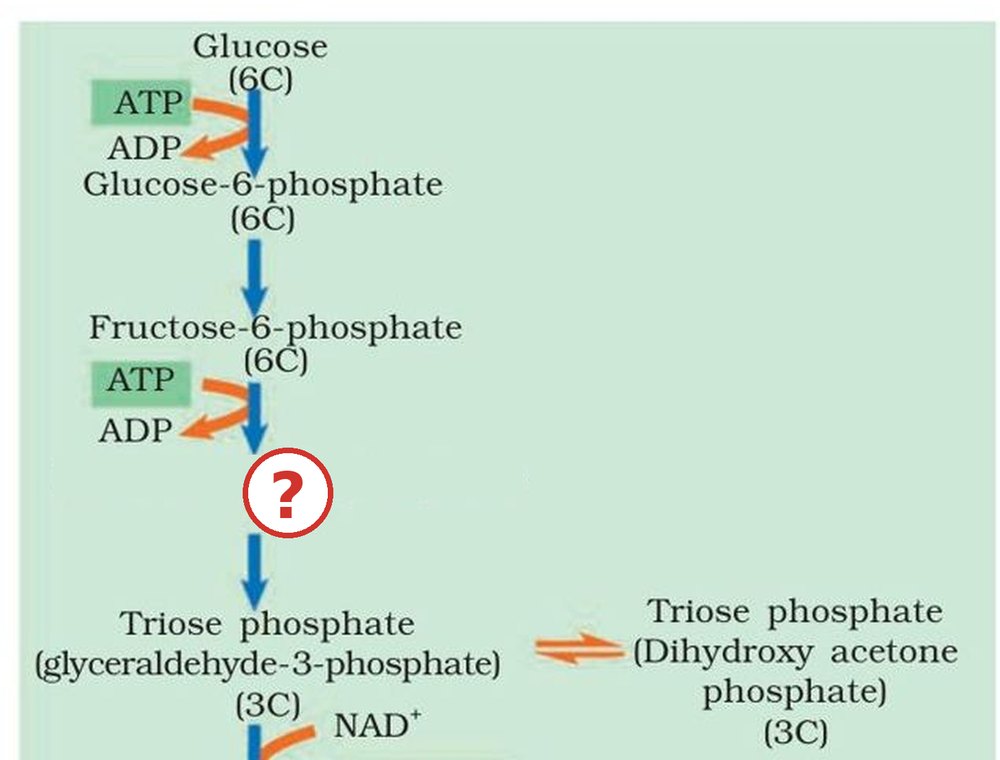 Glucose
(6C)
ATP
ADP
Glucose-6-phosphate
(6C)
Fructose-6-phosphate
(6C)
ATP
ADP
?
Triose phosphate
(glyceraldehyde-3-phosphate)
(3C)
NAD⁺
Triose phosphate
(Dihydroxy acetone
phosphate)
(3C)